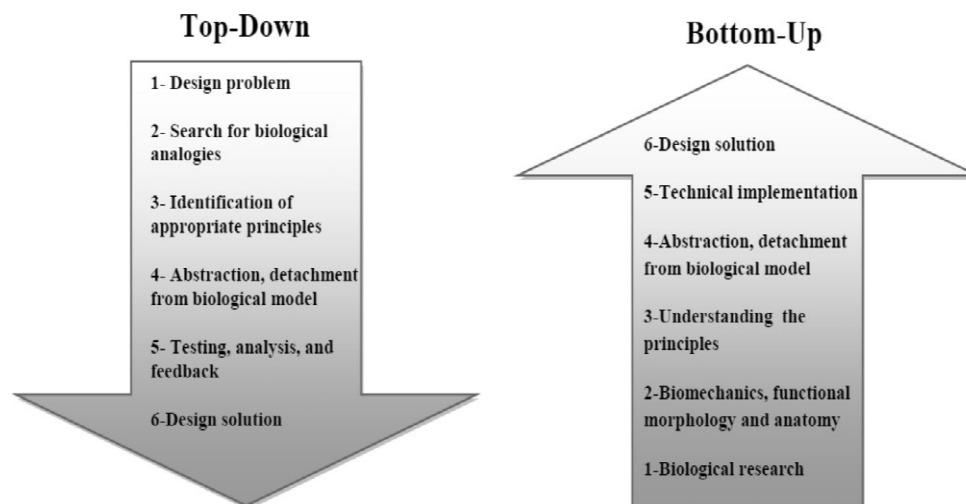 Top-Down
1- Design problem
2- Search for biological
analogies
3- Identification of
appropriate principles
4- Abstraction, detachment
from biological model
5- Testing, analysis, and
feedback
6-Design solution
Bottom-Up
6-Design solution
5-Technical implementation
4-Abstraction, detachment
from biological model
3-Understanding the
principles
2-Biomechanics, functional
morphology and anatomy
1-Biological research